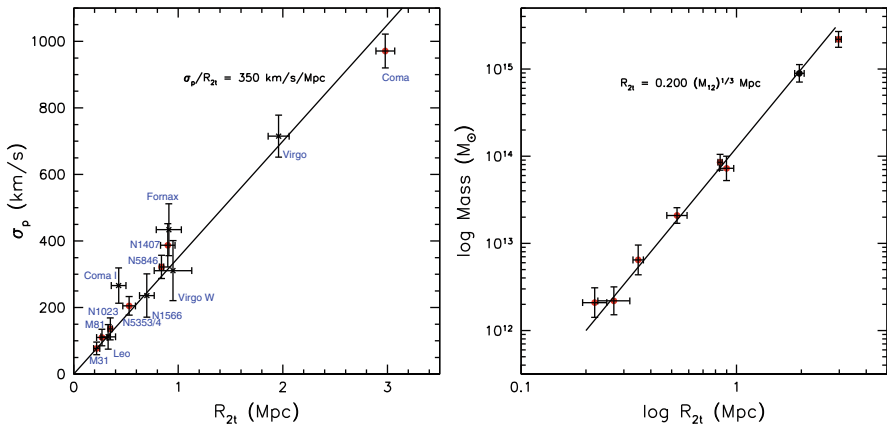 1000
800
600
400
200
0
σp (km/s)
σp/R2t = 350 km/s/Mpc
Coma
Virgo
Fornax
N1407
N5846
Coma I
Virgo W
N1023
N5353/4
N1566
M81
Leo
M31
0 1 2 3
R2t (Mpc)
10^15
10^14
10^13
10^12
log Mass (M⊙)
R2t = 0.200 (M12)^1/3 Mpc
0.1 1
log R2t (Mpc)